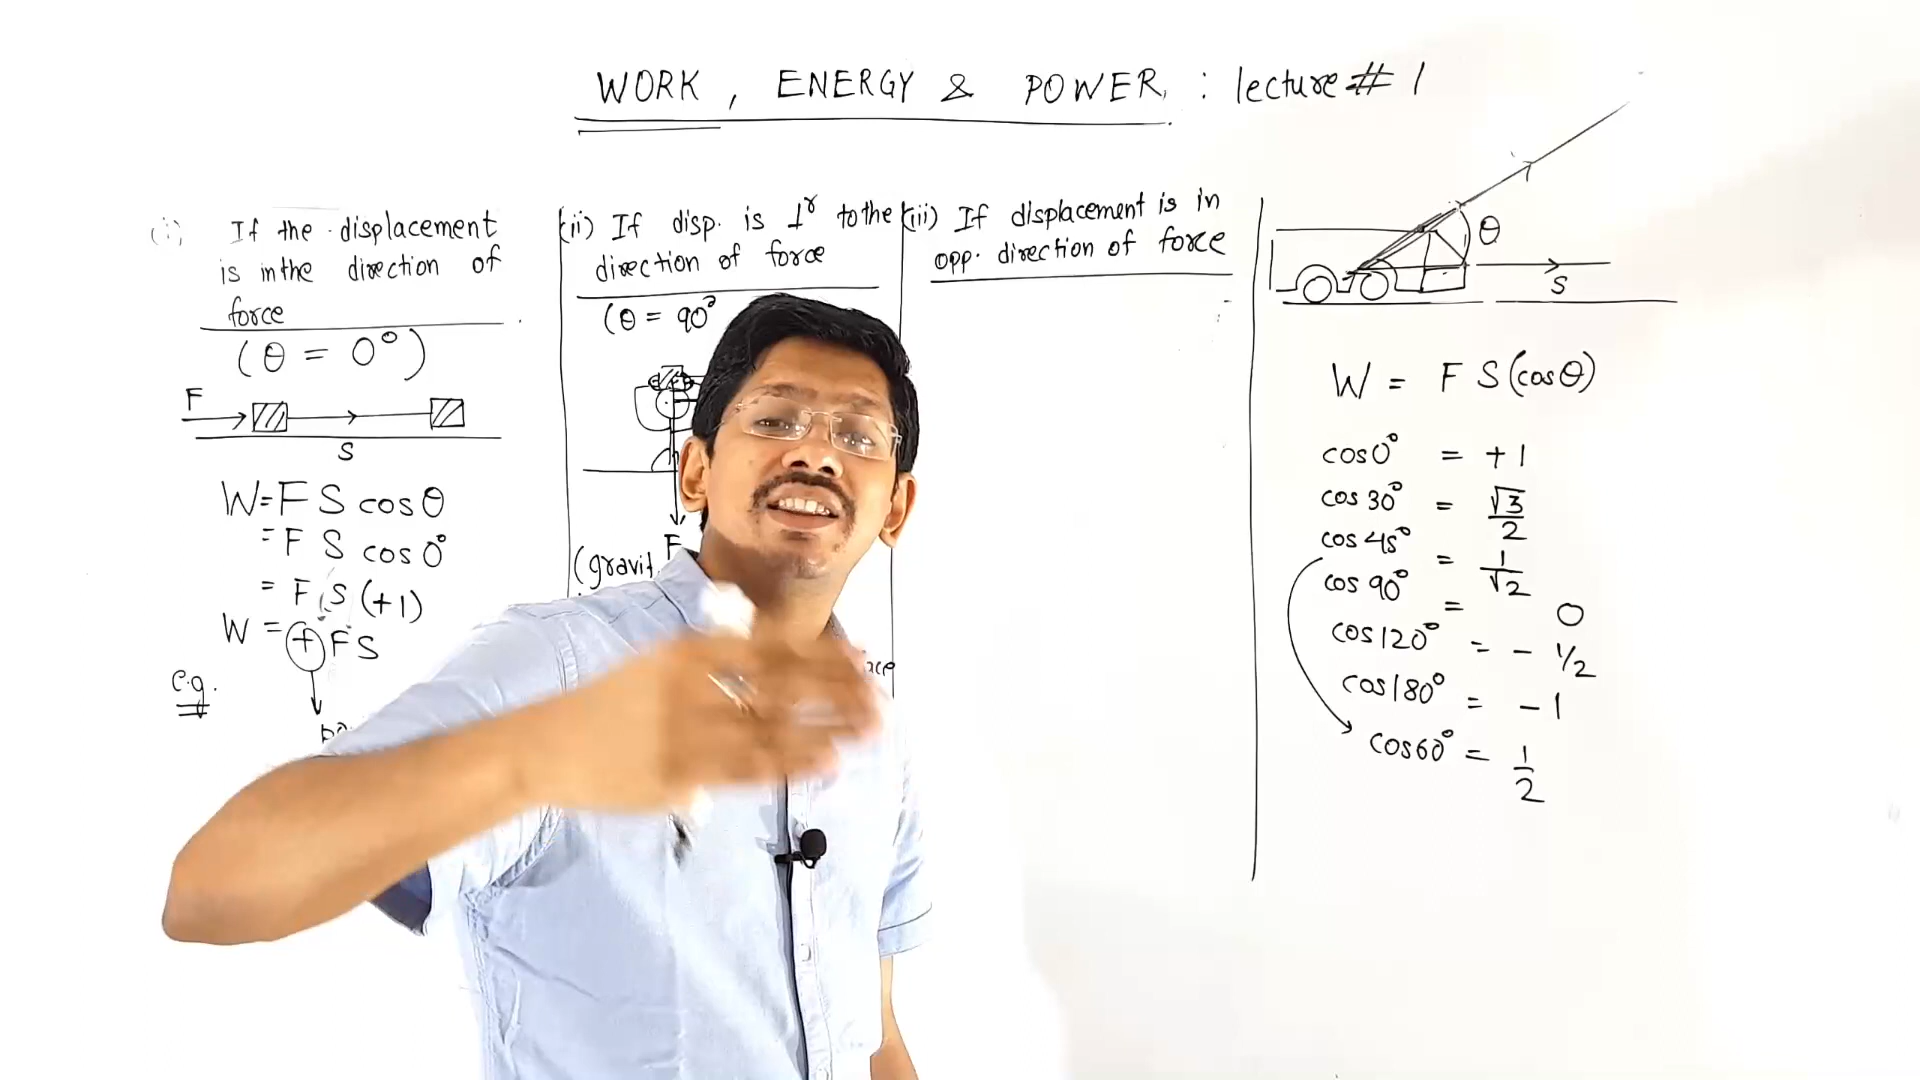 WORK, ENERGY & POWER : lecture # 1
(i) If the displacement
is in the direction of
force
(θ = 0°)
F
S
W = F S cos θ
= F S cos 0°
= F S (+1)
W = + F S
e.g.
(ii) If disp. is ⊥ʳ to the
direction of force
(θ = 90°
F
(gravit
(iii) If displacement is in
opp. direction of force
θ
S
W = F S (cos θ)
cos 0° = +1
cos 30° = √3/2
cos 45° = 1/√2
cos 90° = 0
cos 120° = - 1/2
cos 180° = - 1
cos 60° = 1/2